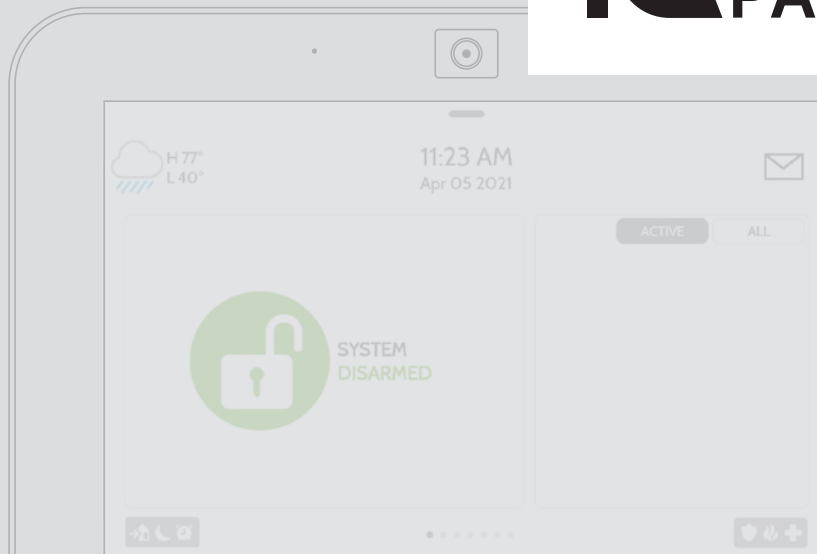 PA
H 77°
L 40°
11:23 AM
Apr 05 2021
ACTIVE
ALL
SYSTEM
DISARMED